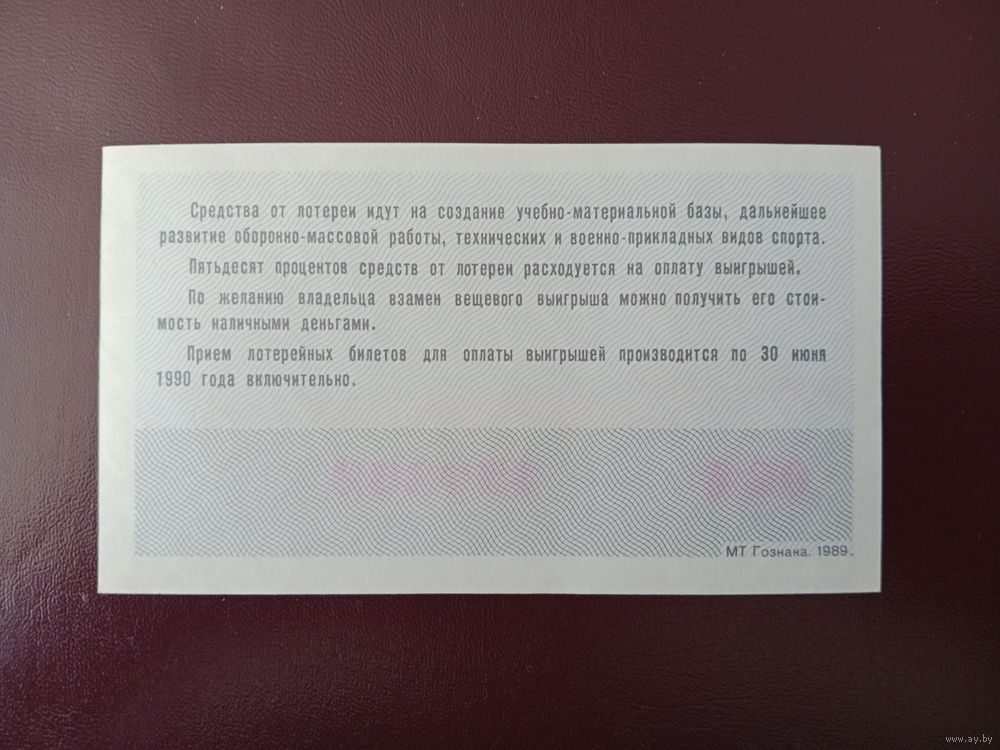 Средства от лотереи идут на создание учебно-материальной базы, дальнейшее
развитие оборонно-массовой работы, технических и военно-прикладных видов спорта.
Пятьдесят процентов средств от лотереи расходуется на оплату выигрышей.
По желанию владельца взамен вещевого выигрыша можно получить его стои-
мость наличными деньгами.
Прием лотерейных билетов для оплаты выигрышей производится по 30 июня
1990 года включительно.
МТ Гознака. 1989.
www.ay.by